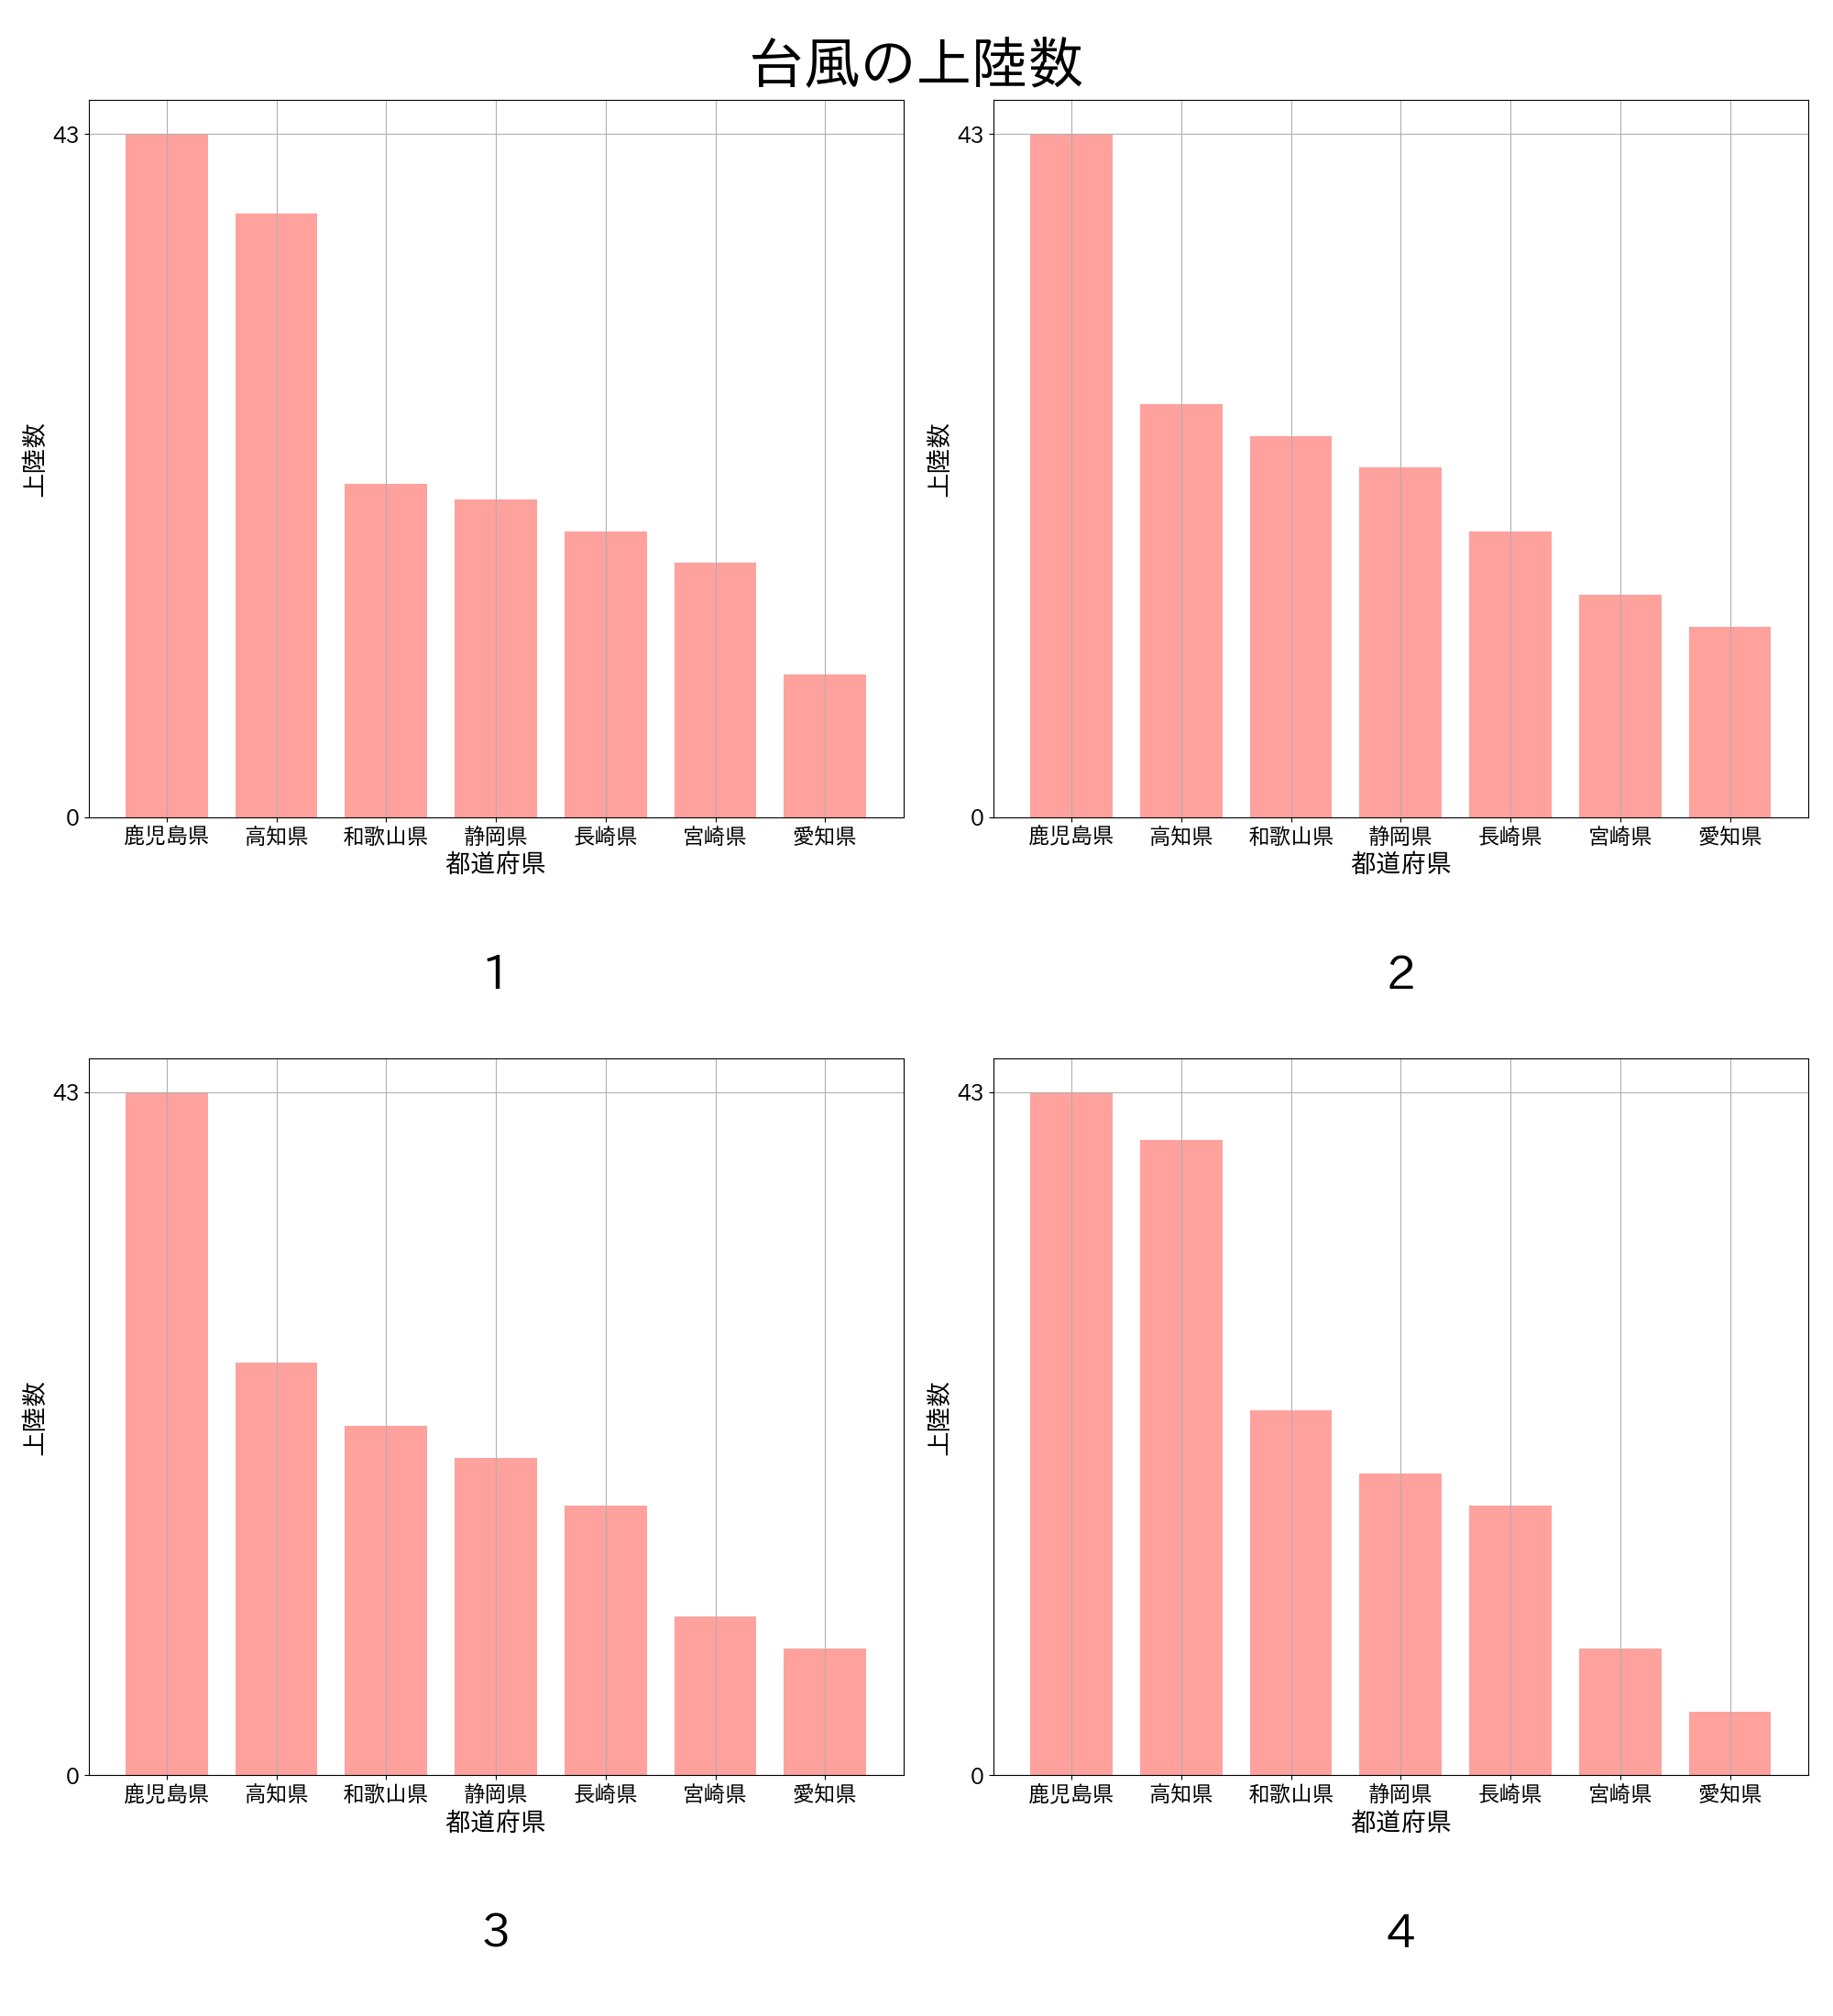 台風の上陸数
43
0
上陸数
鹿児島県 高知県 和歌山県 静岡県 長崎県 宮崎県 愛知県
都道府県
1
43
0
上陸数
鹿児島県 高知県 和歌山県 静岡県 長崎県 宮崎県 愛知県
都道府県
2
43
0
上陸数
鹿児島県 高知県 和歌山県 静岡県 長崎県 宮崎県 愛知県
都道府県
3
43
0
上陸数
鹿児島県 高知県 和歌山県 静岡県 長崎県 宮崎県 愛知県
都道府県
4